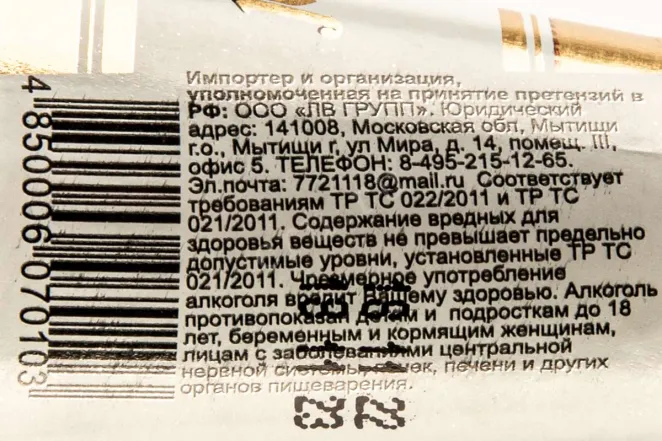 Импортер и организация,
уполномоченная на принятие претензий в
РФ: ООО «ЛВ ГРУПП». Юридический
адрес: 141008, Московская обл, Мытищи
г.о., Мытищи г, ул Мира, д. 14, помещ. III,
офис 5. ТЕЛЕФОН: 8-495-215-12-65.
Эл.почта: 7721118@mail.ru Соответствует
требованиям ТР ТС 022/2011 и ТР ТС
021/2011. Содержание вредных для
здоровья веществ не превышает предельно
допустимые уровни, установленные ТР ТС
021/2011. Чрезмерное употребление
алкоголя вредит Вашему здоровью. Алкоголь
противопоказан детям и подросткам до 18
лет, беременным и кормящим женщинам,
лицам с заболеваниями центральной
нервной системы, почек, печени и других
органов пищеварения.
4850006070103